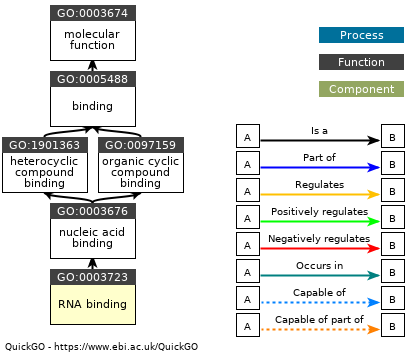 GO:0003674
molecular
function
GO:0005488
binding
GO:1901363
heterocyclic
compound
binding
GO:0097159
organic cyclic
compound
binding
GO:0003676
nucleic acid
binding
GO:0003723
RNA binding
Process
Function
Component
A Is a B
A Part of B
A Regulates B
A Positively regulates B
A Negatively regulates B
A Occurs in B
A Capable of B
A Capable of part of B
QuickGO - https://www.ebi.ac.uk/QuickGO